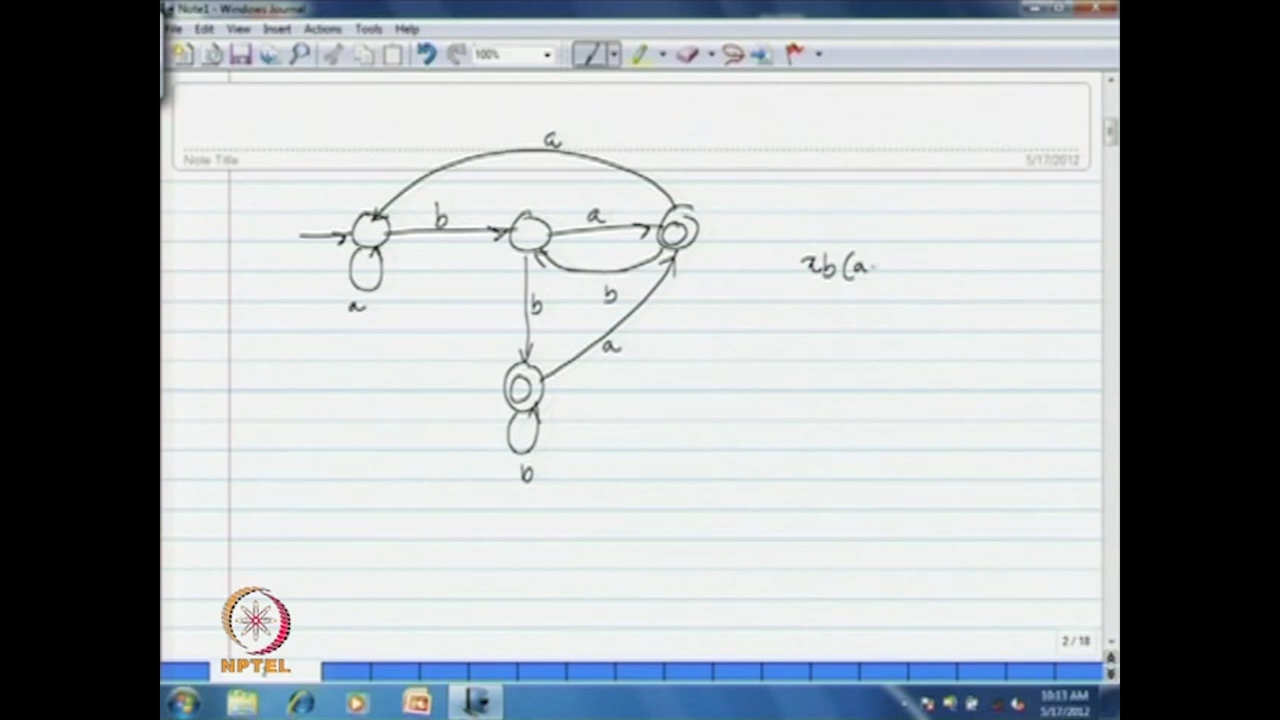 Note1 - Windows Journal
File Edit View Insert Actions Tools Help
100%
Note Title
5/17/2012
a
b
a
a
b
b
a
b
xb(a
2 / 18
NPTEL
10:13 AM
5/17/2012